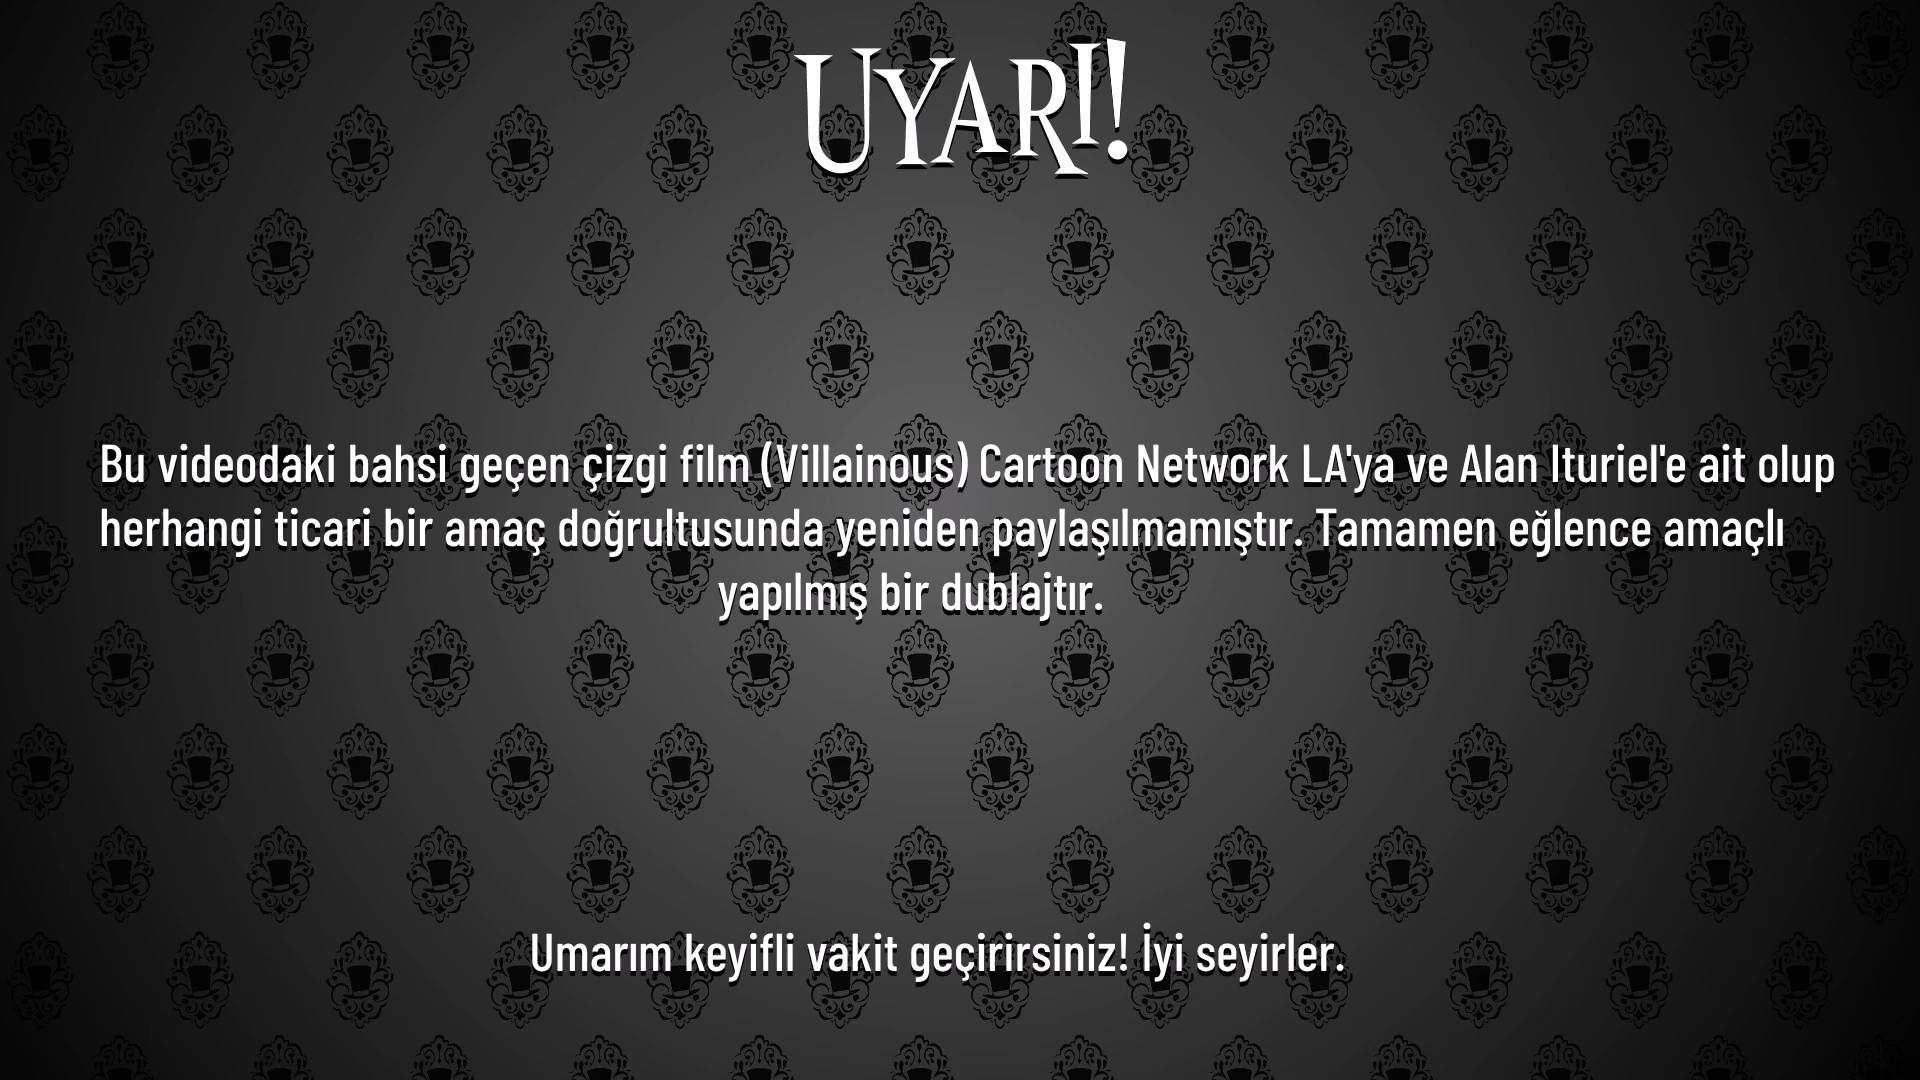 UYARI!
Bu videodaki bahsi geçen çizgi film (Villainous) Cartoon Network LA'ya ve Alan Ituriel'e ait olup
herhangi ticari bir amaç doğrultusunda yeniden paylaşılmamıştır. Tamamen eğlence amaçlı
yapılmış bir dublajtır.
Umarım keyifli vakit geçirirsiniz! İyi seyirler.